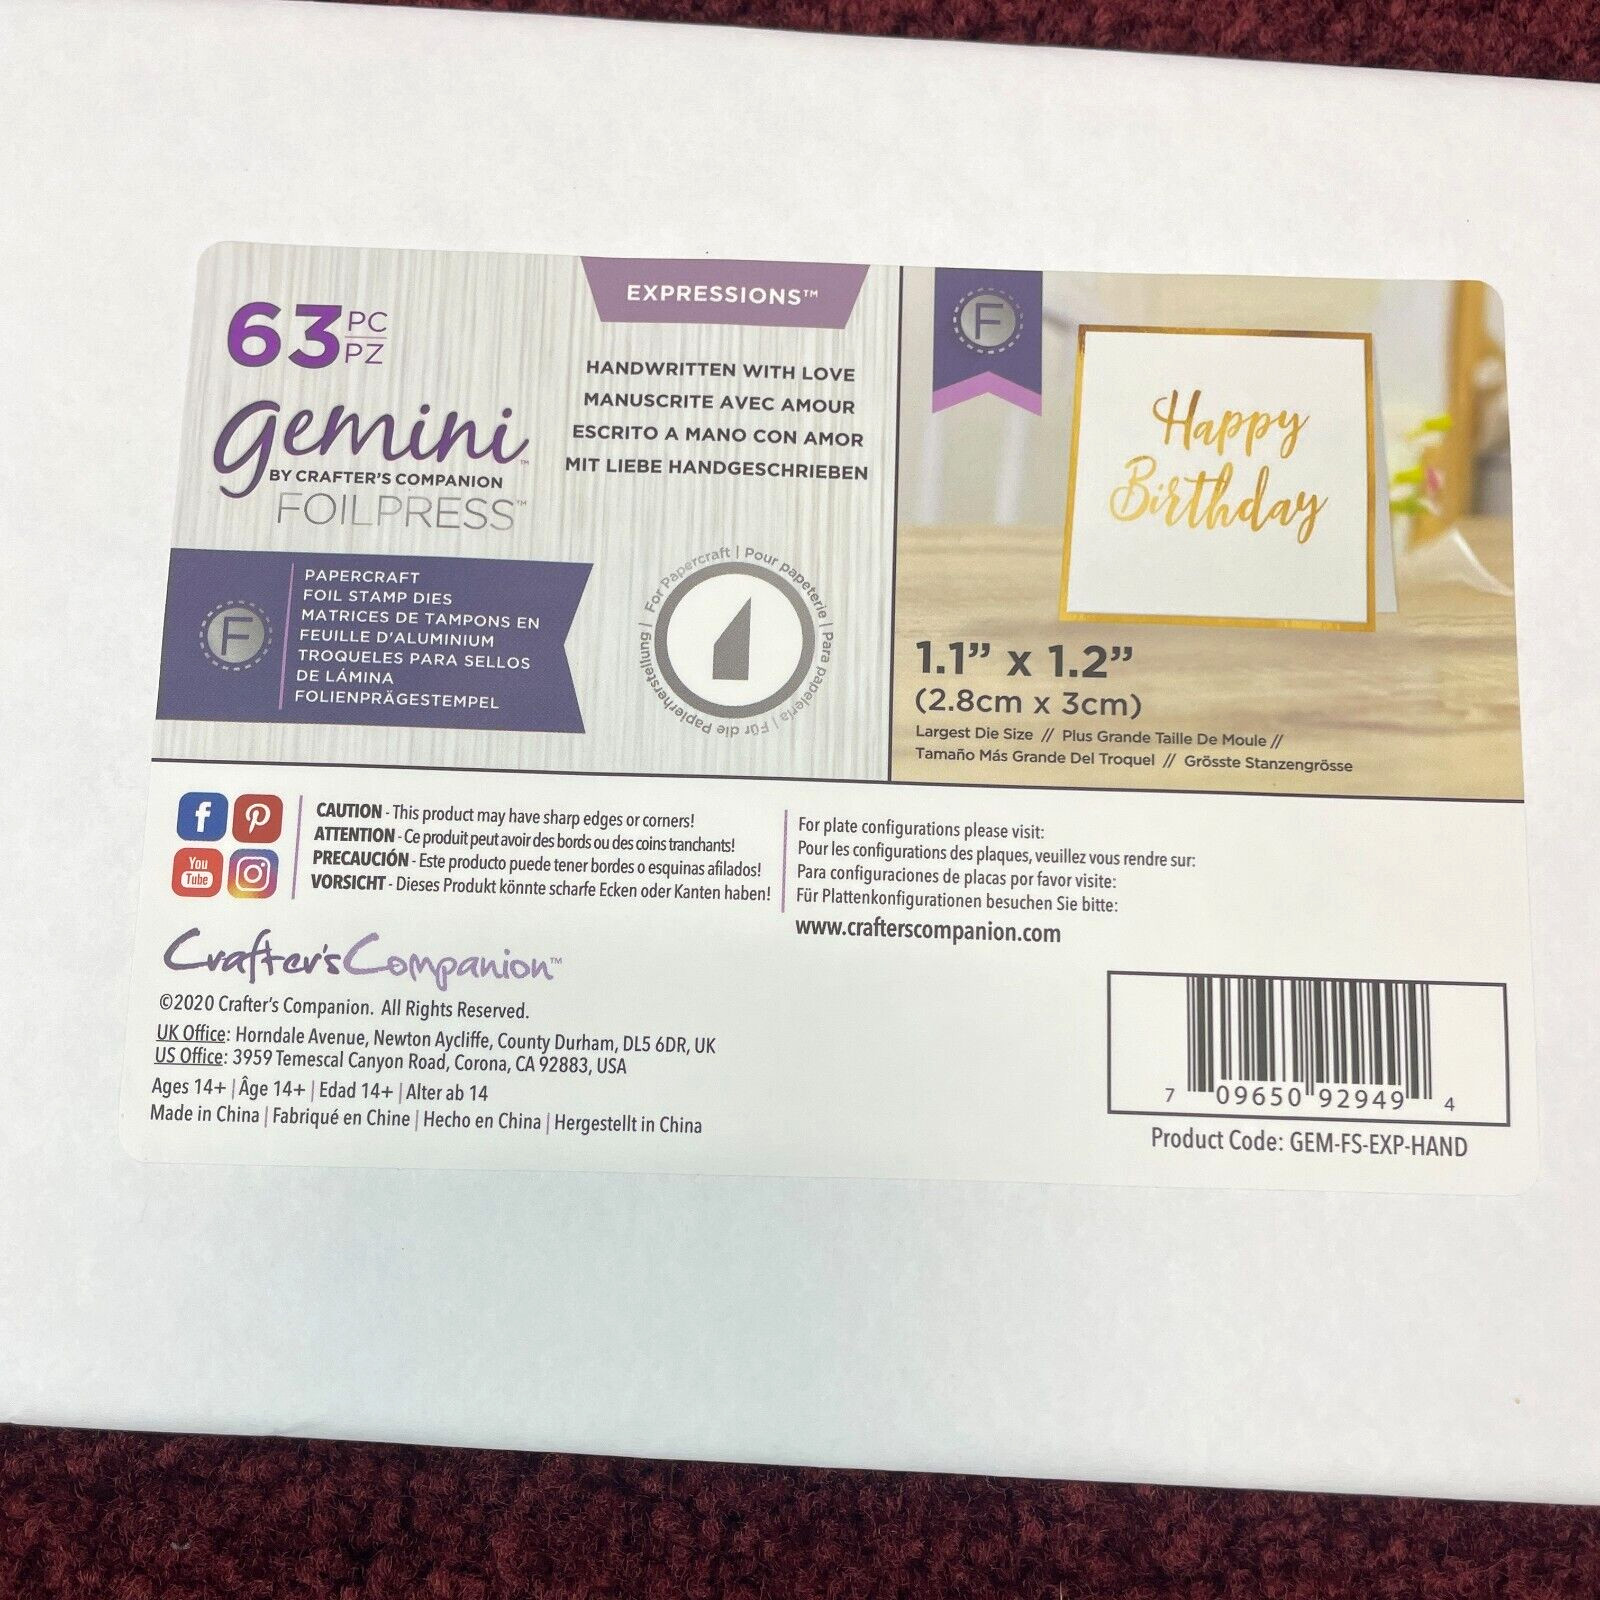 63 PC
PZ
gemini™
BY CRAFTER'S COMPANION
FOILPRESS™
EXPRESSIONS™
HANDWRITTEN WITH LOVE
MANUSCRITE AVEC AMOUR
ESCRITO A MANO CON AMOR
MIT LIEBE HANDGESCHRIEBEN
F
PAPERCRAFT
FOIL STAMP DIES
MATRICES DE TAMPONS EN
FEUILLE D'ALUMINIUM
TROQUELES PARA SELLOS
DE LÁMINA
FOLIENPRÄGESTEMPEL
For Papercraft | Pour papeterie | Para papelería | Für die Papierherstellung |
F
Happy
Birthday
1.1” x 1.2”
(2.8cm x 3cm)
Largest Die Size // Plus Grande Taille De Moule //
Tamaño Más Grande Del Troquel // Grösste Stanzengrösse
f
You
Tube
CAUTION - This product may have sharp edges or corners!
ATTENTION - Ce produit peut avoir des bords ou des coins tranchants!
PRECAUCIÓN - Este producto puede tener bordes o esquinas afilados!
VORSICHT - Dieses Produkt könnte scharfe Ecken oder Kanten haben!
For plate configurations please visit:
Pour les configurations des plaques, veuillez vous rendre sur:
Para configuraciones de placas por favor visite:
Für Plattenkonfigurationen besuchen Sie bitte:
www.crafterscompanion.com
Crafter's Companion™
©2020 Crafter's Companion. All Rights Reserved.
UK Office: Horndale Avenue, Newton Aycliffe, County Durham, DL5 6DR, UK
US Office: 3959 Temescal Canyon Road, Corona, CA 92883, USA
Ages 14+ | Âge 14+ | Edad 14+ | Alter ab 14
Made in China | Fabriqué en Chine | Hecho en China | Hergestellt in China
7 09650 92949 4
Product Code: GEM-FS-EXP-HAND